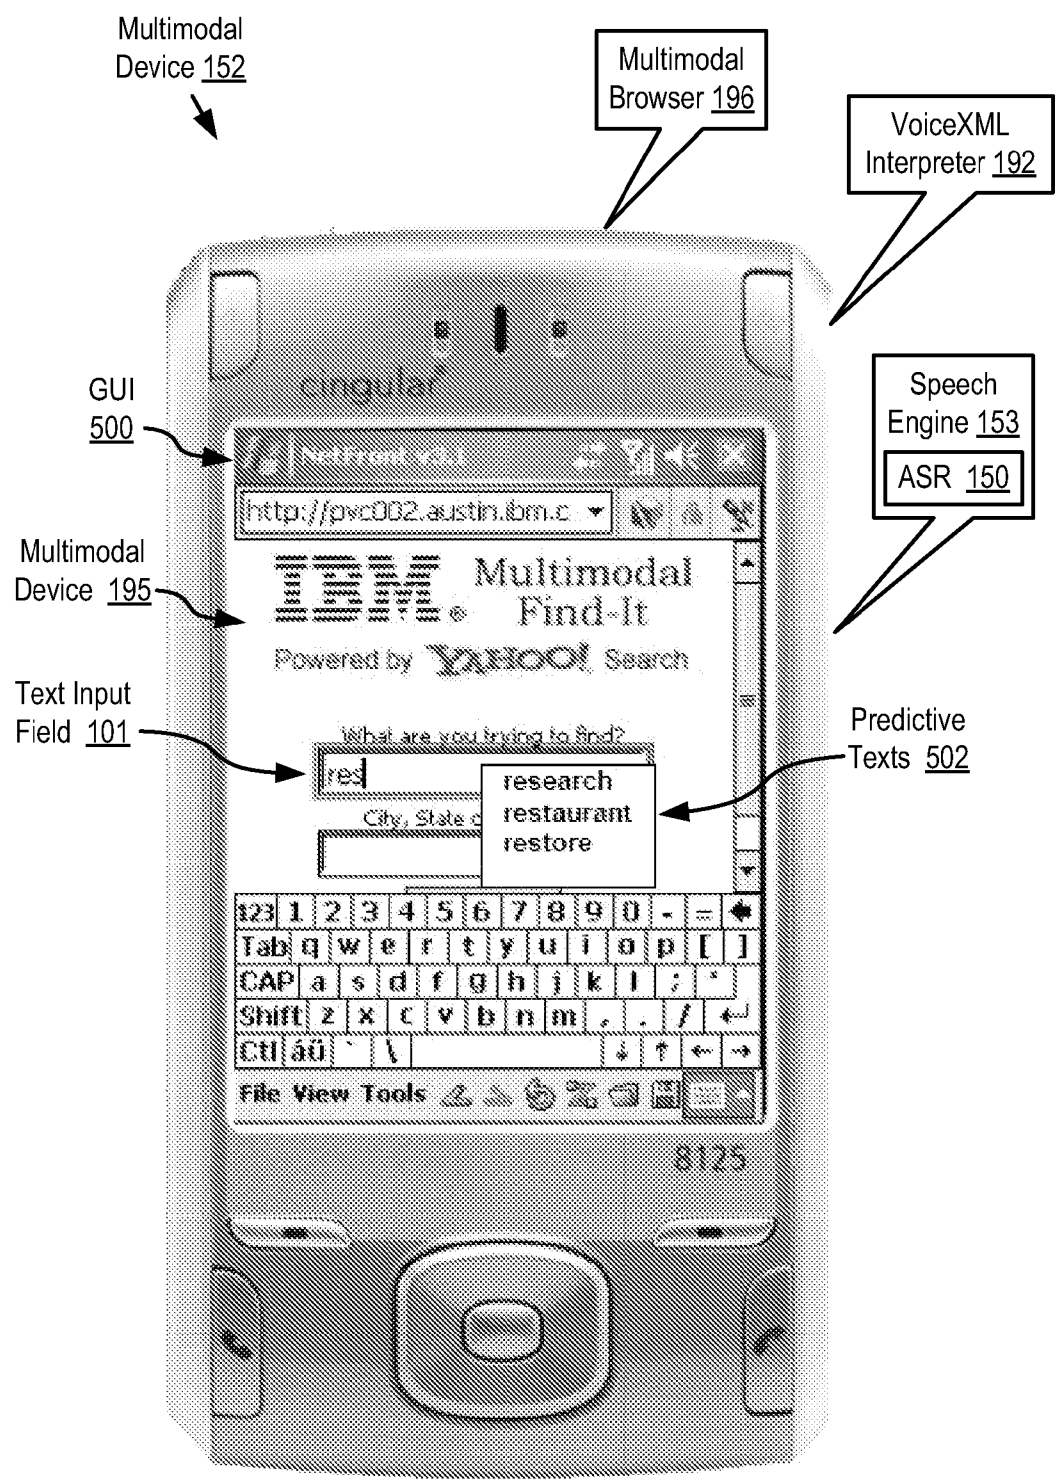 Multimodal
Device 152
Multimodal
Browser 196
VoiceXML
Interpreter 192
cingular
GUI
500
Speech
Engine 153
ASR 150
NetFront v3.1
http://pvc002.austin.ibm.c
Multimodal
Device 195
IBM® Multimodal
Find-It
Powered by YAHOO! Search
Text Input
Field 101
What are you trying to find?
res
Predictive
Texts 502
research
restaurant
restore
City, State
123 1 2 3 4 5 6 7 8 9 0 - =
Tab q w e r t y u i o p [ ]
CAP a s d f g h j k l ; '
Shift z x c v b n m , . /
Ctl áü ` \
File View Tools
8125